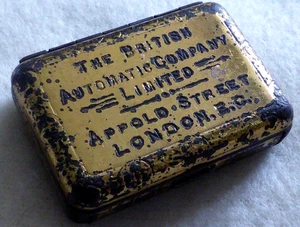 THE BRITISH
AUTOMATIC COMPANY
LIMITED
APPOLD. STREET
LONDON. E.C.